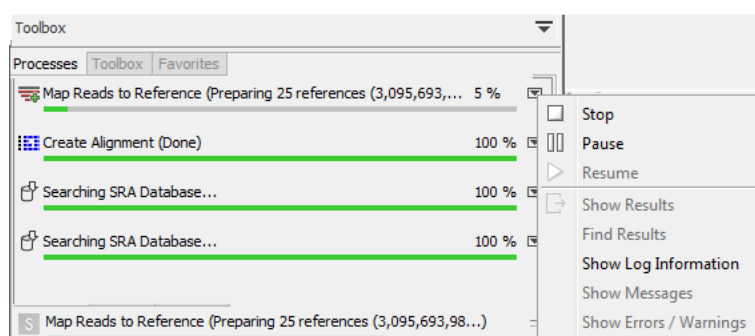 Toolbox
Processes Toolbox Favorites
Map Reads to Reference (Preparing 25 references (3,095,693,... 5 %
Create Alignment (Done) 100 %
Searching SRA Database... 100 %
Searching SRA Database... 100 %
S Map Reads to Reference (Preparing 25 references (3,095,693,98...)
Stop
Pause
Resume
Show Results
Find Results
Show Log Information
Show Messages
Show Errors / Warnings